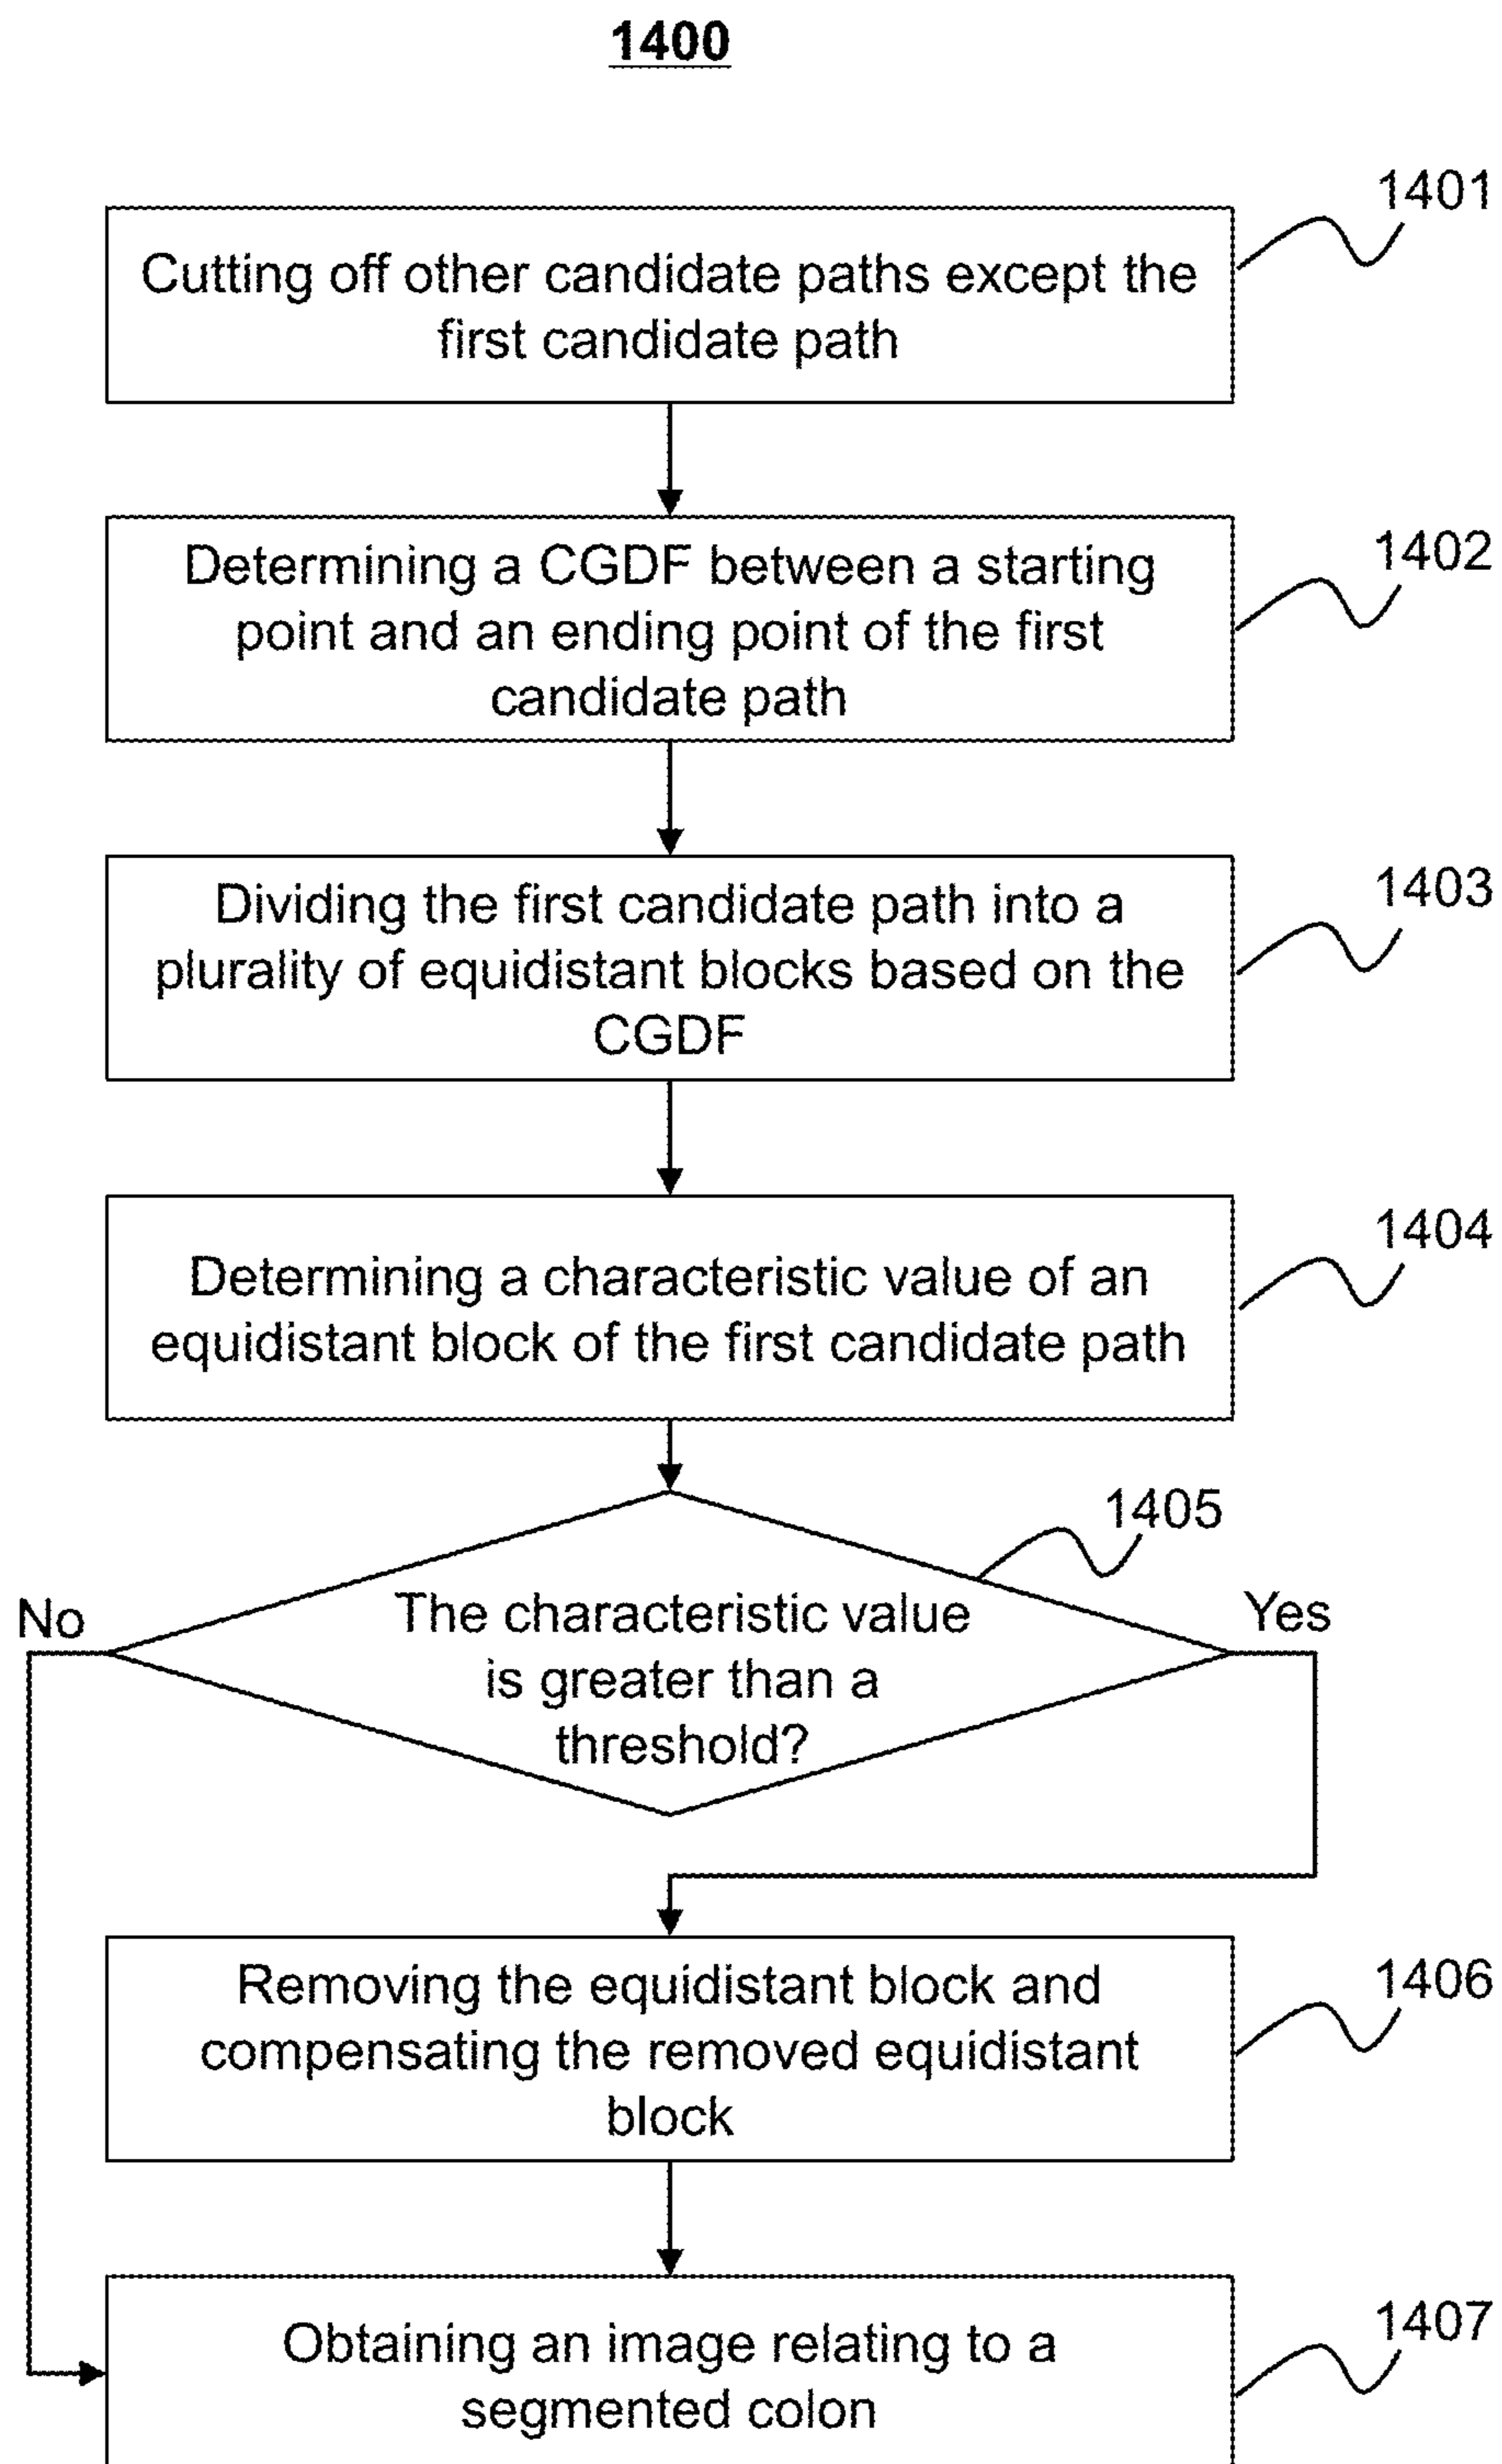 1400
1401
Cutting off other candidate paths except the
first candidate path
1402
Determining a CGDF between a starting
point and an ending point of the first
candidate path
1403
Dividing the first candidate path into a
plurality of equidistant blocks based on the
CGDF
1404
Determining a characteristic value of an
equidistant block of the first candidate path
1405
No
The characteristic value
is greater than a
threshold?
Yes
1406
Removing the equidistant block and
compensating the removed equidistant
block
1407
Obtaining an image relating to a
segmented colon